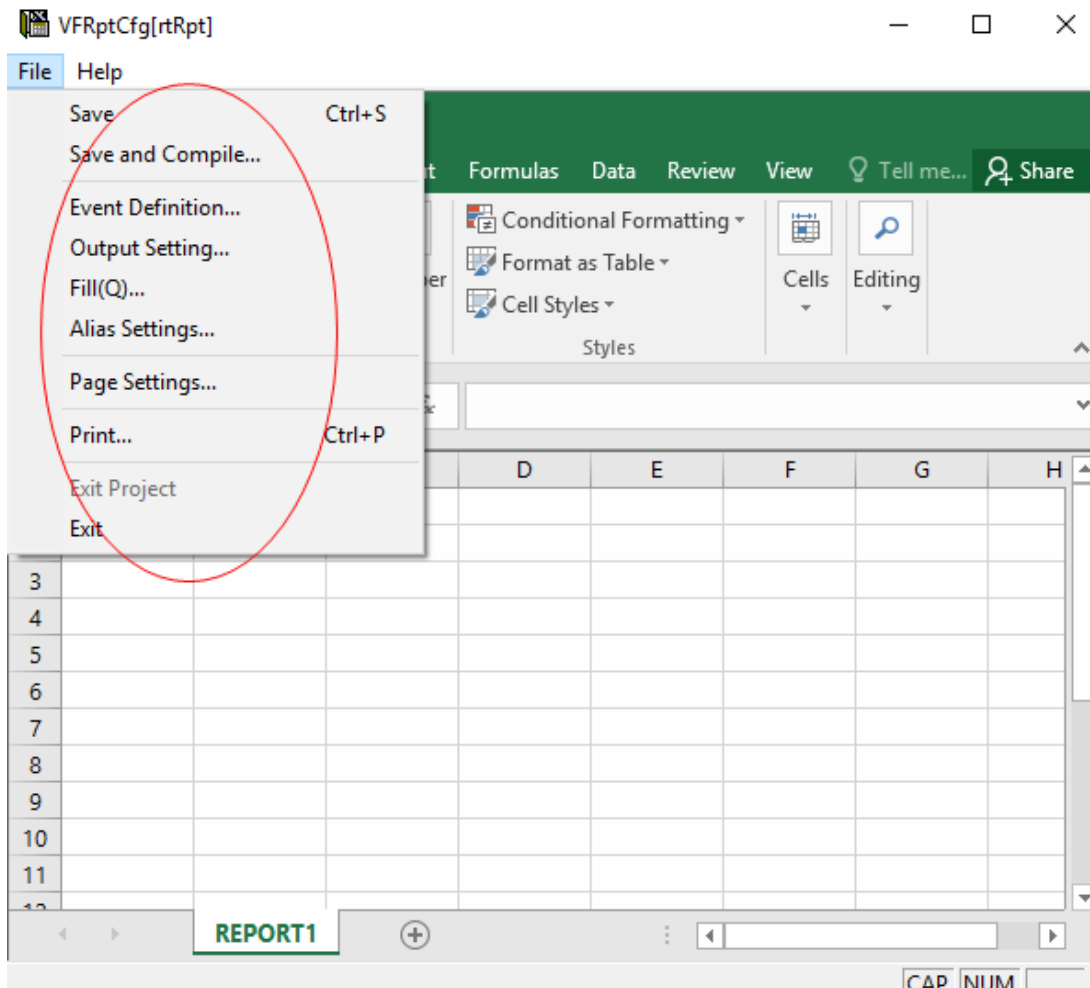 VFRptCfg[rtRpt]
File Help
Save Ctrl+S
Save and Compile...
Event Definition...
Output Setting...
Fill(Q)...
Alias Settings...
Page Settings...
Print... Ctrl+P
Exit Project
Exit
Formulas Data Review View Tell me... Share
Conditional Formatting
Format as Table
Cell Styles
Cells Editing
Styles
D E F G H
3
4
5
6
7
8
9
10
11
REPORT1
CAP NUM